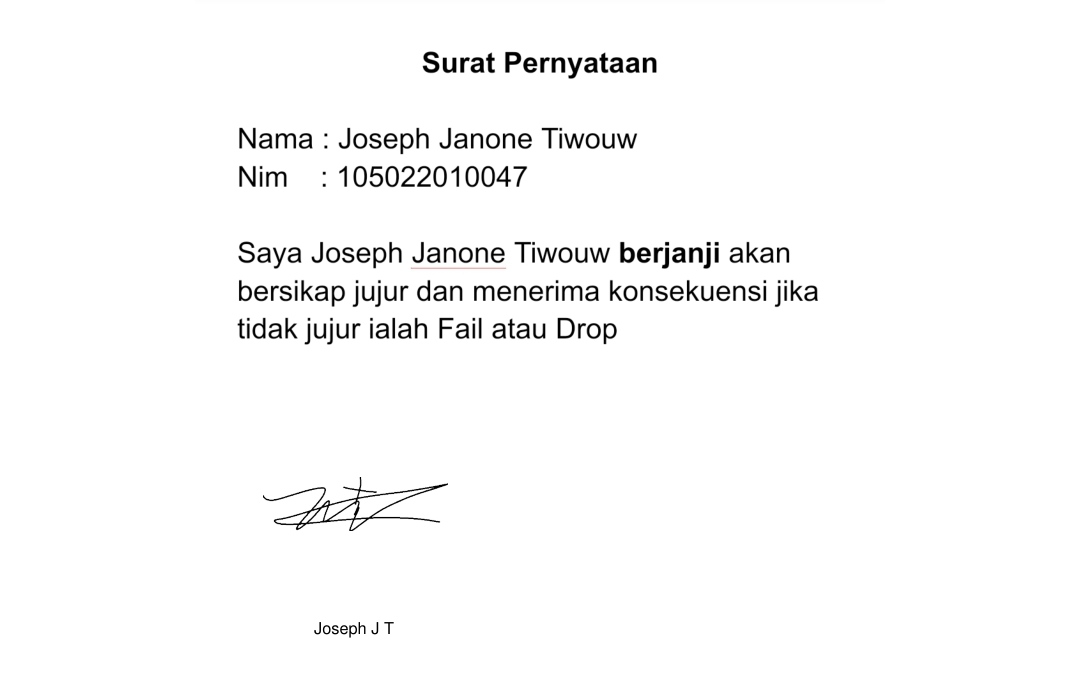 Surat Pernyataan
Nama : Joseph Janone Tiwouw
Nim : 105022010047
Saya Joseph Janone Tiwouw berjanji akan
bersikap jujur dan menerima konsekuensi jika
tidak jujur ialah Fail atau Drop
Joseph J T